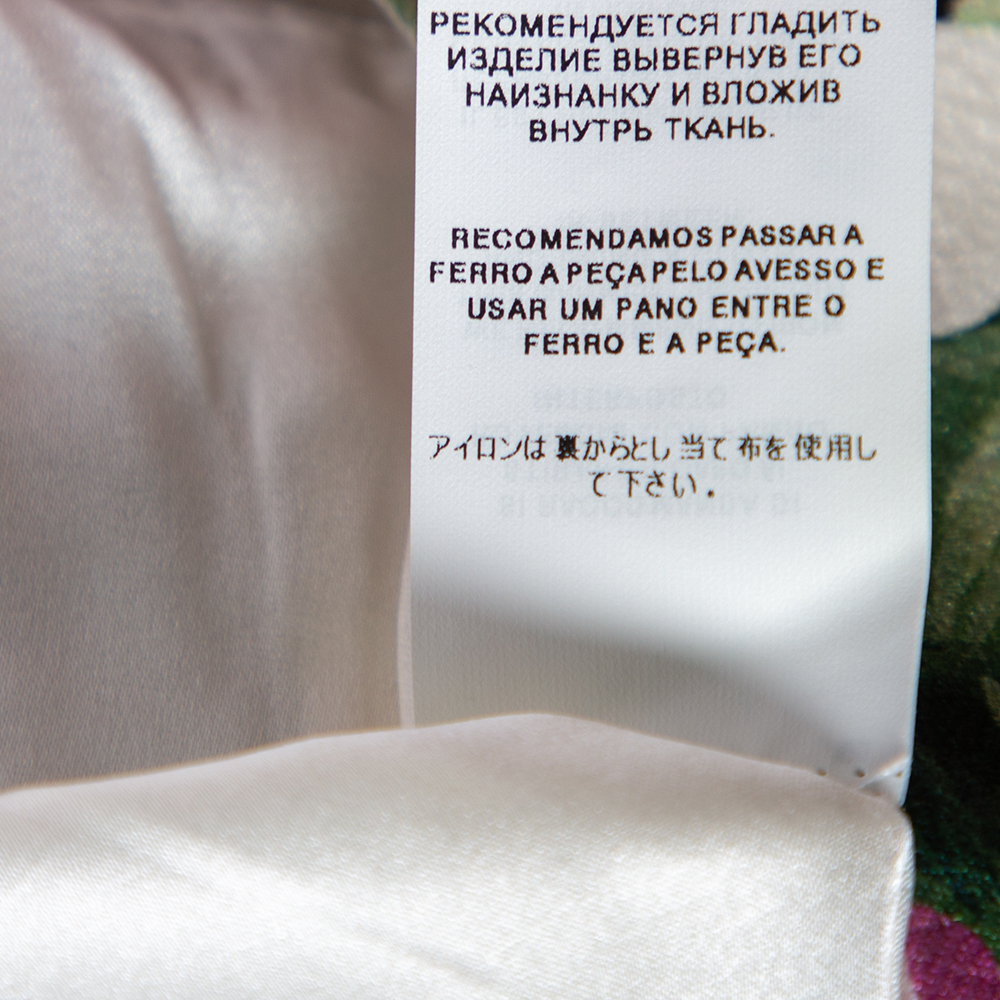 РЕКОМЕНДУЕТСЯ ГЛАДИТЬ
ИЗДЕЛИЕ ВЫВЕРНУВ ЕГО
НАИЗНАНКУ И ВЛОЖИВ
ВНУТРЬ ТКАНЬ.
RECOMENDAMOS PASSAR A
FERRO A PEÇA PELO AVESSO E
USAR UM PANO ENTRE O
FERRO E A PEÇA.
アイロンは裏からとし当て布を使用し
て下さい。